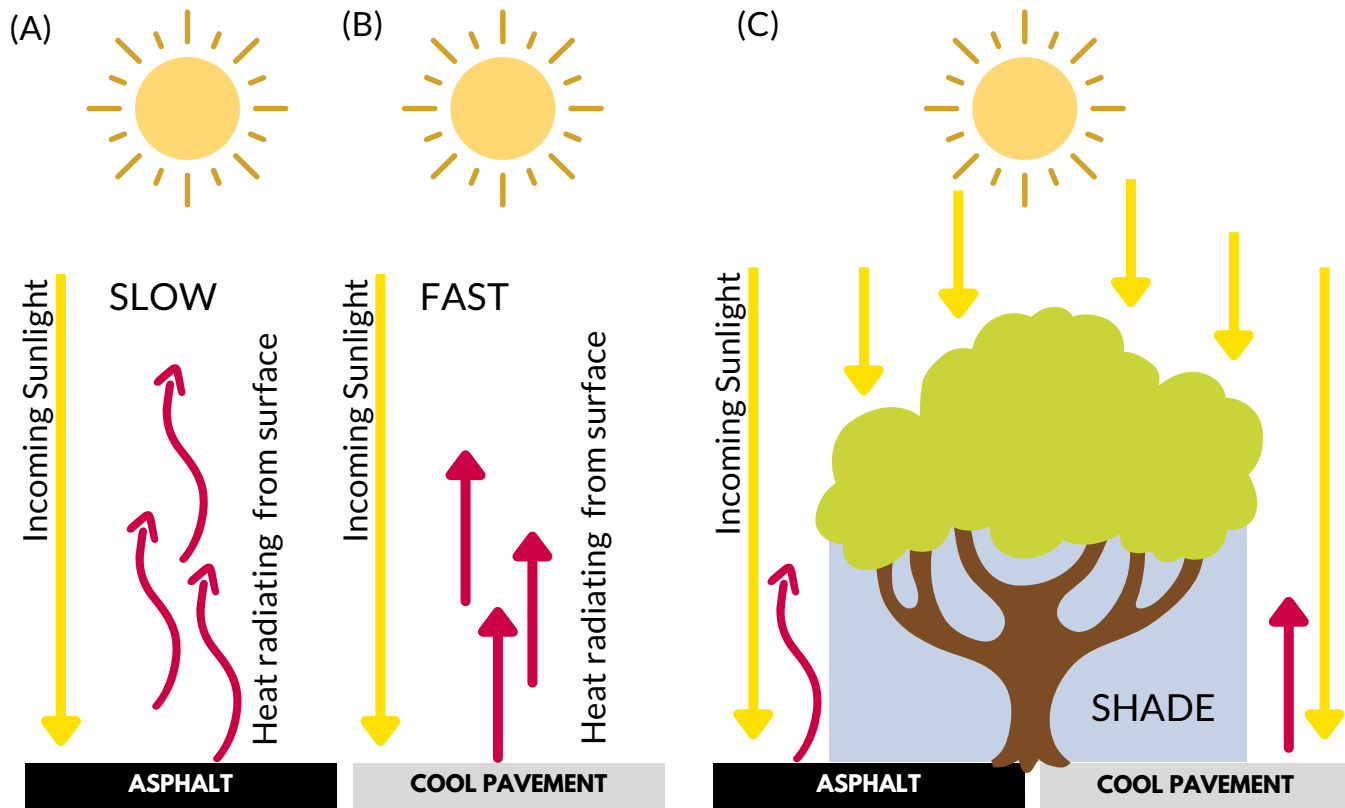 (A)
SLOW
Incoming Sunlight
Heat radiating from surface
ASPHALT
(B)
FAST
Incoming Sunlight
Heat radiating from surface
COOL PAVEMENT
(C)
Incoming Sunlight
SHADE
ASPHALT
COOL PAVEMENT